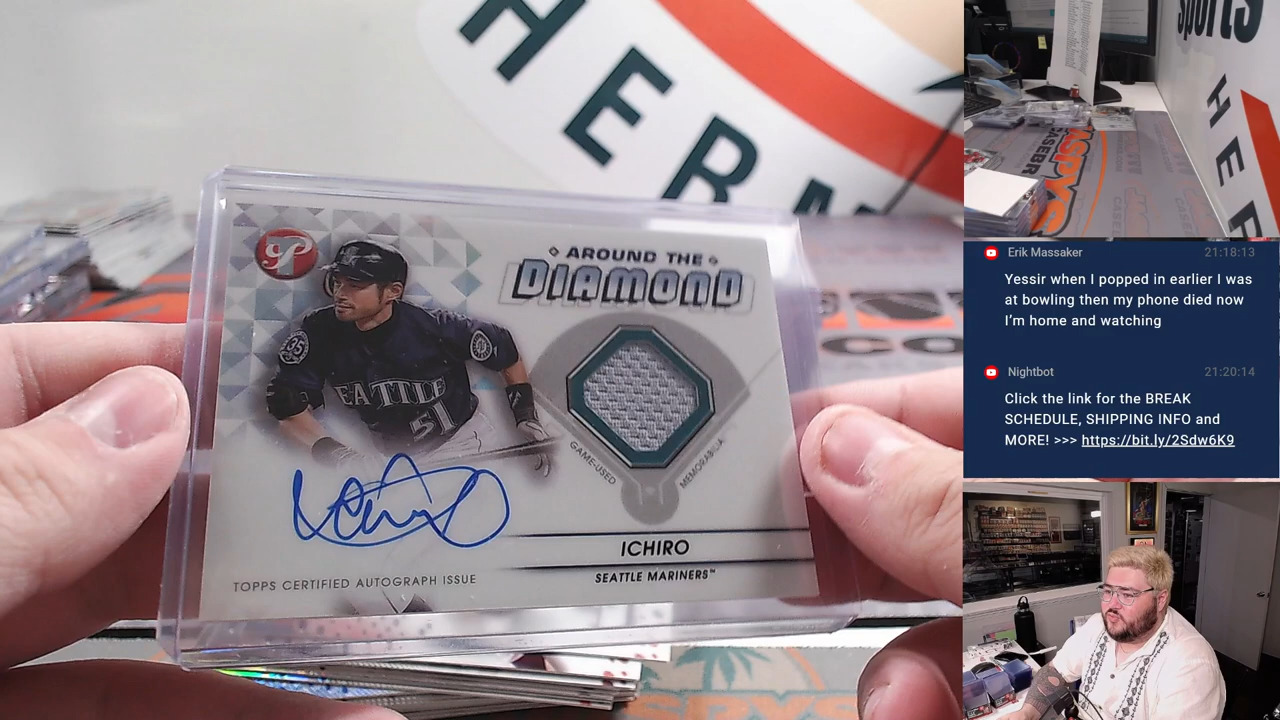 HERM
P
AROUND THE
DIAMOND
35
SEATTLE
51
GAME-USED
MEMORABILIA
ICHIRO
SEATTLE MARINERS™
TOPPS CERTIFIED AUTOGRAPH ISSUE
sports
HER
Erik Massaker 21:18:13
Yessir when I popped in earlier I was
at bowling then my phone died now
I'm home and watching
Nightbot 21:20:14
Click the link for the BREAK
SCHEDULE, SHIPPING INFO and
MORE! >>> https://bit.ly/2Sdw6K9